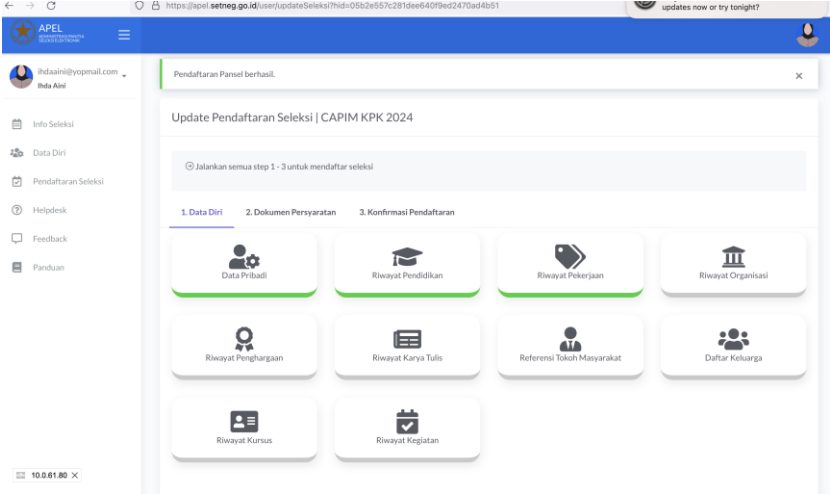 https://apel.setneg.go.id/user/updateSeleksi?hid=05b2e557c281dee640f9ed2470ad4b51
updates now or try tonight?
APEL
ihdaaini@yopmail.com
Ihda Aini
Info Seleksi
Data Diri
Pendaftaran Seleksi
Helpdesk
Feedback
Panduan
Pendaftaran Pansel berhasil.
Update Pendaftaran Seleksi | CAPIM KPK 2024
Jalankan semua step 1 - 3 untuk mendaftar seleksi
1. Data Diri
2. Dokumen Persyaratan
3. Konfirmasi Pendaftaran
Data Pribadi
Riwayat Pendidikan
Riwayat Pekerjaan
Riwayat Organisasi
Riwayat Penghargaan
Riwayat Karya Tulis
Referensi Tokoh Masyarakat
Daftar Keluarga
Riwayat Kursus
Riwayat Kegiatan
10.0.61.80